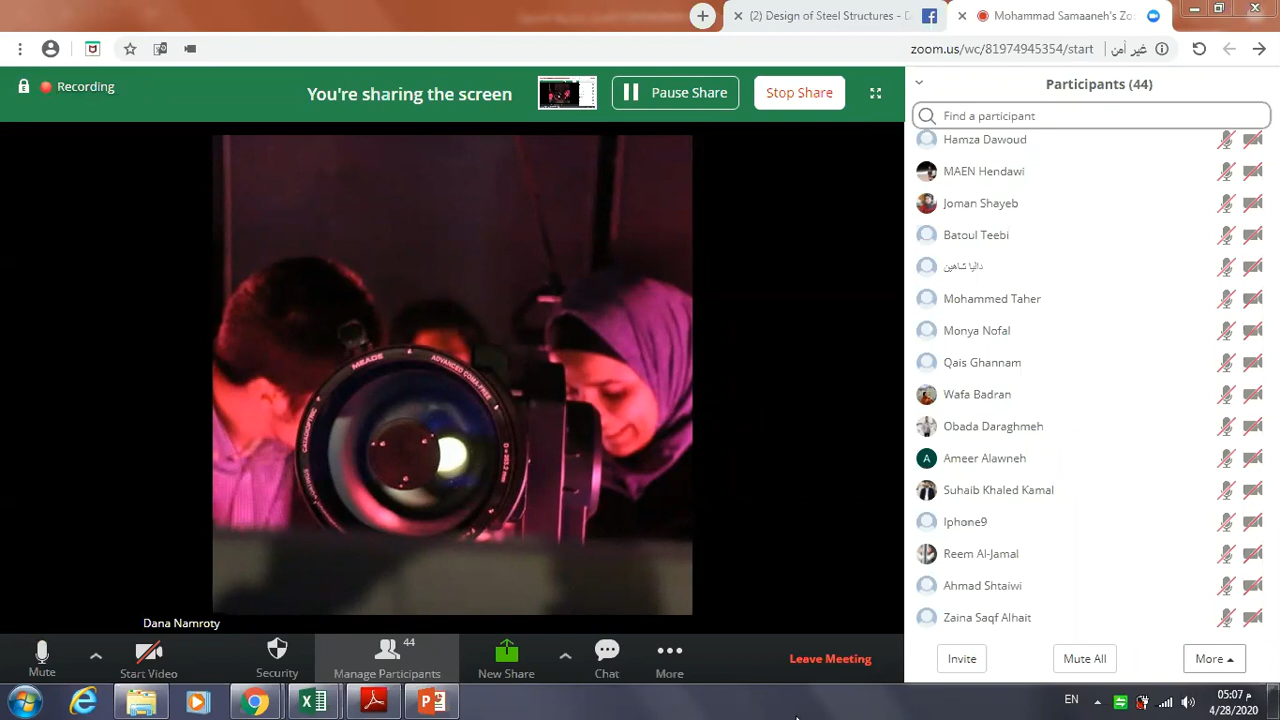 (2) Design of Steel Structures - D
Mohammad Samaaneh's Zo
zoom.us/wc/81974945354/start
غير آمن
Recording
You're sharing the screen
Pause Share
Stop Share
Participants (44)
Find a participant
Hamza Dawoud
MAEN Hendawi
Joman Shayeb
Batoul Teebi
داليا شاهين
Mohammed Taher
Monya Nofal
Qais Ghannam
Wafa Badran
Obada Daraghmeh
A
Ameer Alawneh
Suhaib Khaled Kamal
Iphone9
Reem Al-Jamal
Ahmad Shtaiwi
Zaina Saqf Alhait
MEADE
ADVANCED COMA-FREE
CATADIOPTRIC
Dana Namroty
Mute
Start Video
Security
44
Manage Participants
New Share
Chat
More
Leave Meeting
Invite
Mute All
More
EN
05:07 م
4/28/2020